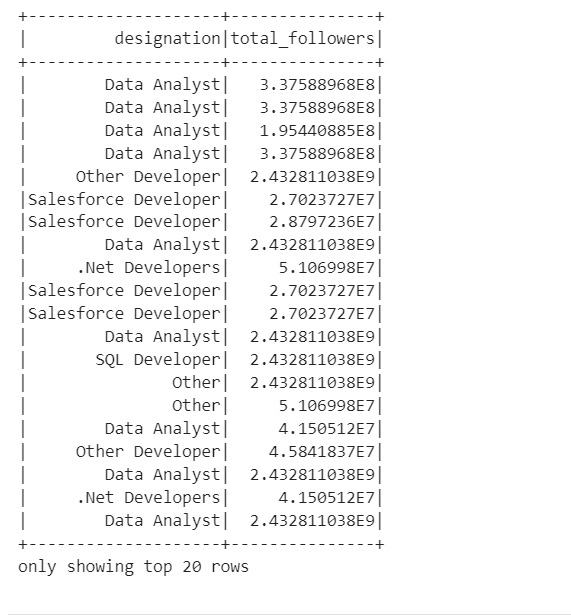 +--------------------+---------------+
|         designation|total_followers|
+--------------------+---------------+
|        Data Analyst|   3.37588968E8|
|        Data Analyst|   3.37588968E8|
|        Data Analyst|   1.95440885E8|
|        Data Analyst|   3.37588968E8|
|     Other Developer|  2.432811038E9|
|Salesforce Developer|    2.7023727E7|
|Salesforce Developer|    2.8797236E7|
|        Data Analyst|  2.432811038E9|
|     .Net Developers|     5.106998E7|
|Salesforce Developer|    2.7023727E7|
|Salesforce Developer|    2.7023727E7|
|        Data Analyst|  2.432811038E9|
|       SQL Developer|  2.432811038E9|
|               Other|  2.432811038E9|
|               Other|     5.106998E7|
|        Data Analyst|     4.150512E7|
|     Other Developer|    4.5841837E7|
|        Data Analyst|  2.432811038E9|
|     .Net Developers|     4.150512E7|
|        Data Analyst|  2.432811038E9|
+--------------------+---------------+
only showing top 20 rows